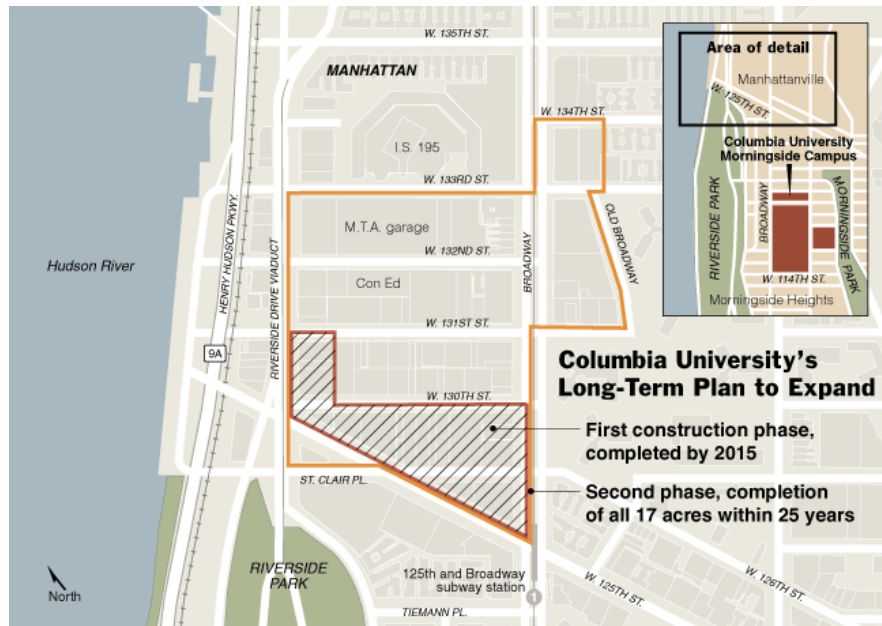 W. 135TH ST.
MANHATTAN
W. 134TH ST.
I.S. 195
W. 133RD ST.
M.T.A. garage
W. 132ND ST.
Con Ed
W. 131ST ST.
W. 130TH ST.
Hudson River
HENRY HUDSON PKWY.
9A
RIVERSIDE DRIVE VIADUCT
BROADWAY
OLD BROADWAY
Area of detail
Manhattanville
W. 125TH ST.
Columbia University
Morningside Campus
RIVERSIDE PARK
BROADWAY
MORNINGSIDE PARK
W. 114TH ST.
Morningside Heights
Columbia University’s
Long-Term Plan to Expand
First construction phase,
completed by 2015
Second phase, completion
of all 17 acres within 25 years
ST. CLAIR PL.
RIVERSIDE
PARK
North
125th and Broadway
subway station
1
TIEMANN PL.
W. 125TH ST.
W. 126TH ST.